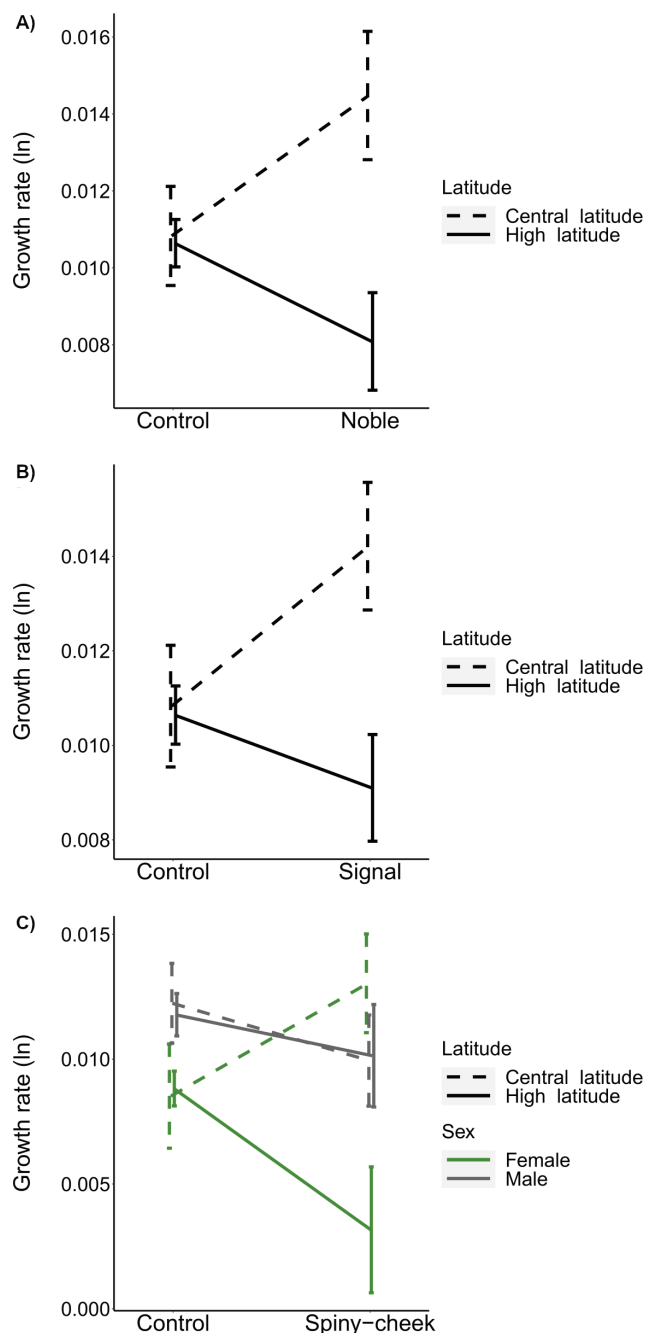 A)
0.016
0.014
0.012
0.010
0.008
Growth rate (ln)
Control
Noble
Latitude
Central latitude
High latitude
B)
0.014
0.012
0.010
0.008
Growth rate (ln)
Control
Signal
Latitude
Central latitude
High latitude
C)
0.015
0.010
0.005
0.000
Growth rate (ln)
Control
Spiny−cheek
Latitude
Central latitude
High latitude
Sex
Female
Male